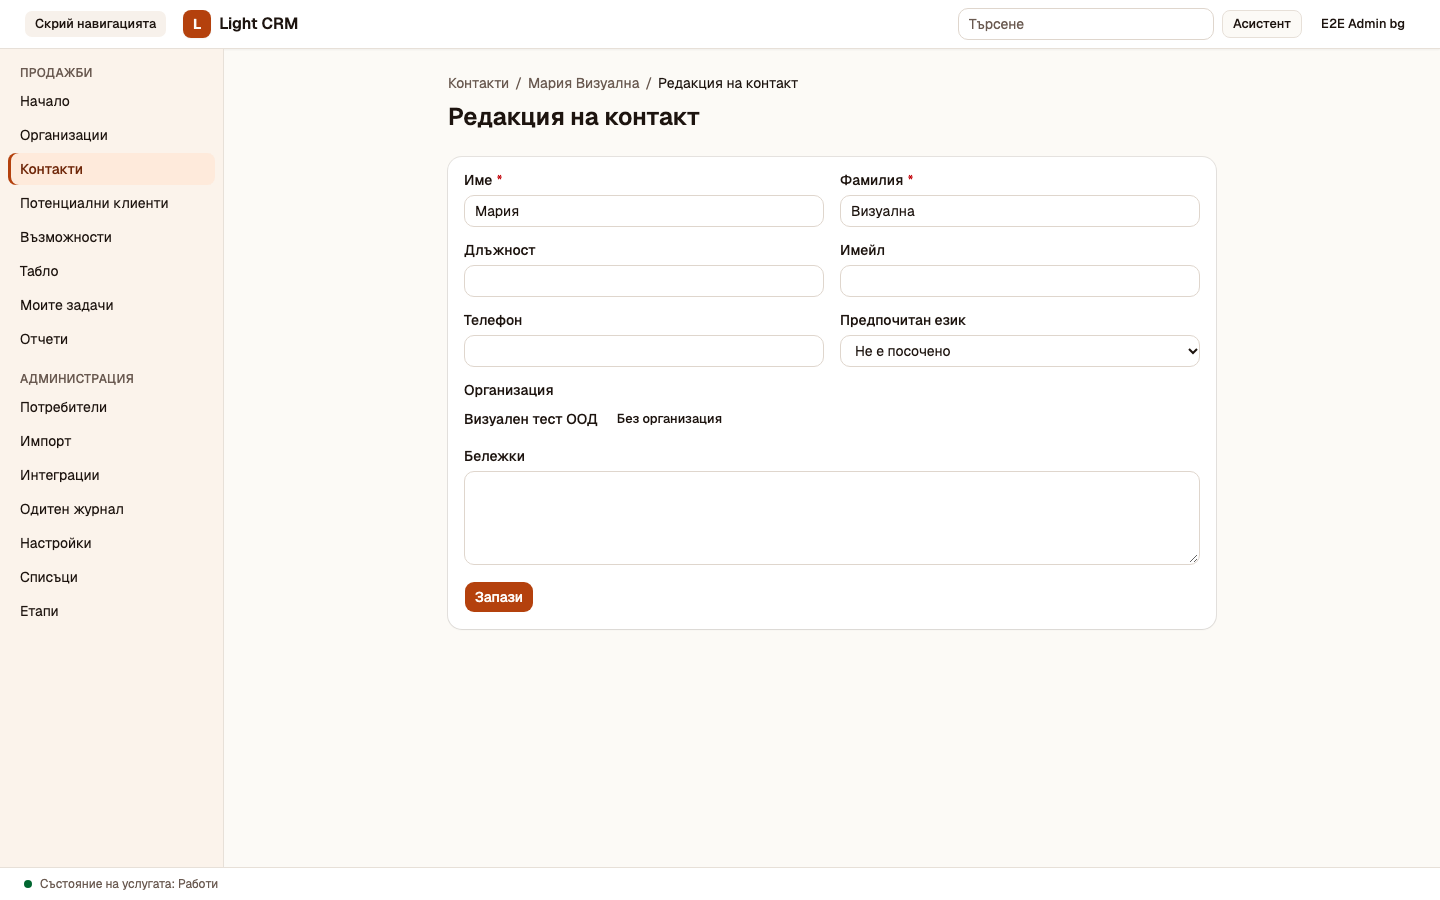 Скрий навигацията
L
Light CRM
Търсене
Асистент
E2E Admin bg
ПРОДАЖБИ
Начало
Организации
Контакти
Потенциални клиенти
Възможности
Табло
Моите задачи
Отчети
АДМИНИСТРАЦИЯ
Потребители
Импорт
Интеграции
Одитен журнал
Настройки
Списъци
Етапи
Контакти / Мария Визуална / Редакция на контакт
Редакция на контакт
Име *
Фамилия *
Мария
Визуална
Длъжност
Имейл
Телефон
Предпочитан език
Не е посочено
Организация
Визуален тест ООД
Без организация
Бележки
Запази
Състояние на услугата: Работи